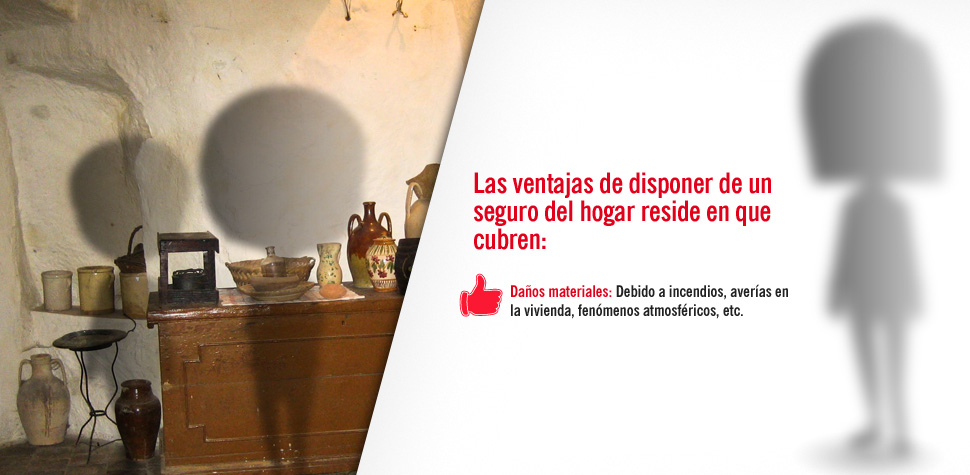 Las ventajas de disponer de un
seguro del hogar reside en que
cubren:
Daños materiales: Debido a incendios, averías en
la vivienda, fenómenos atmosféricos, etc.